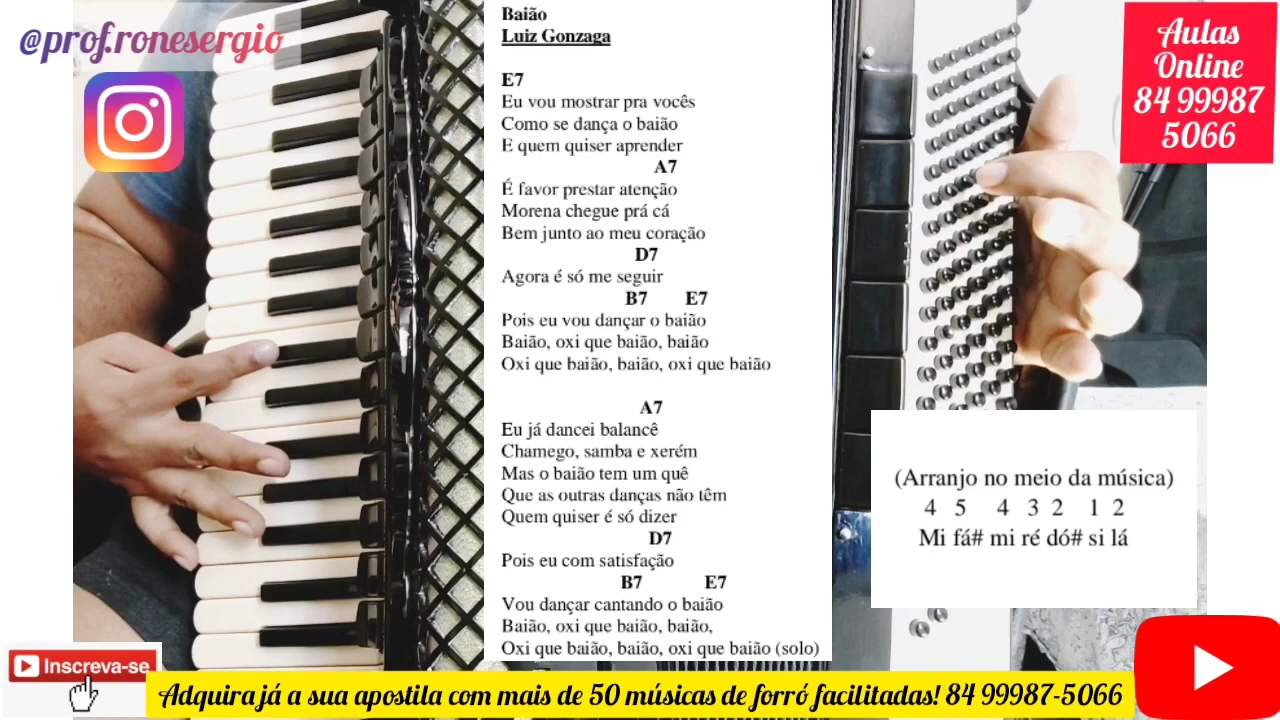 @prof.ronesergio
Baião
Luiz Gonzaga
E7
Eu vou mostrar pra vocês
Como se dança o baião
E quem quiser aprender
A7
É favor prestar atenção
Morena chegue prá cá
Bem junto ao meu coração
D7
Agora é só me seguir
B7 E7
Pois eu vou dançar o baião
Baião, oxi que baião, baião
Oxi que baião, baião, oxi que baião
A7
Eu já dancei balancê
Chamego, samba e xerém
Mas o baião tem um quê
Que as outras danças não têm
Quem quiser é só dizer
D7
Pois eu com satisfação
B7 E7
Vou dançar cantando o baião
Baião, oxi que baião, baião,
Oxi que baião, baião, oxi que baião (solo)
Aulas
Online
84 99987
5066
(Arranjo no meio da música)
4 5 4 3 2 1 2
Mi fá# mi ré dó# si lá
Inscreva-se
Adquira já a sua apostila com mais de 50 músicas de forró facilitadas! 84 99987-5066